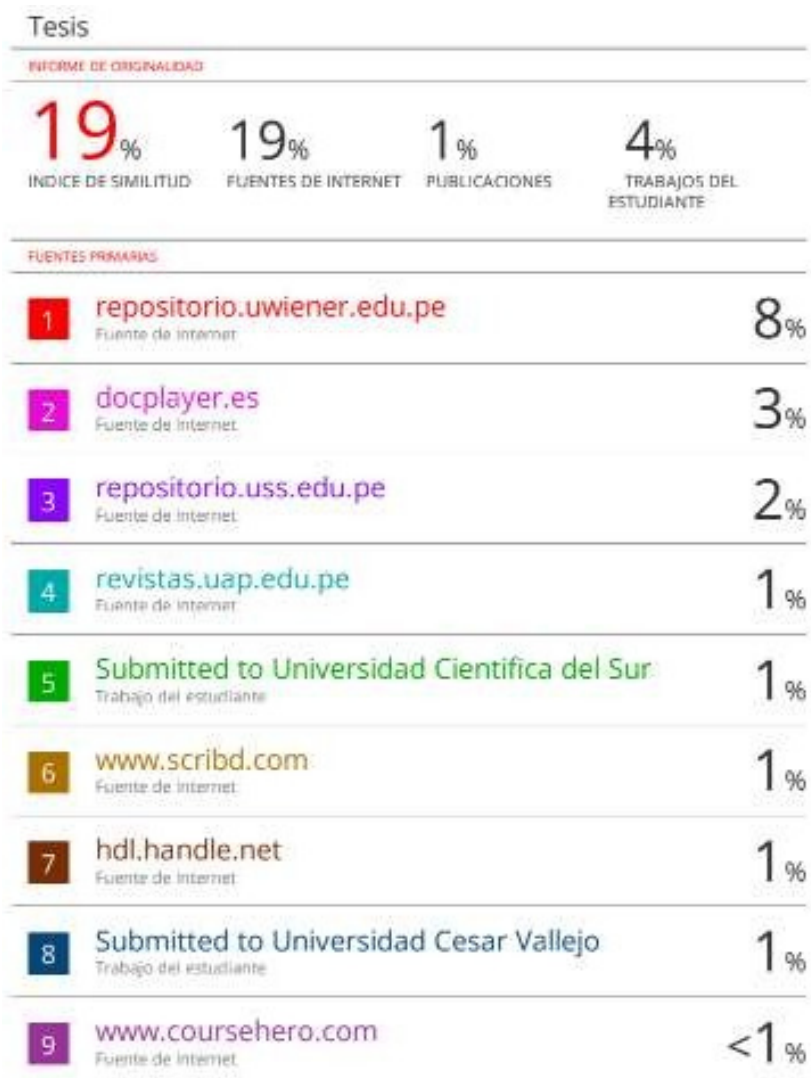 Tesis
INFORME DE ORIGINALIDAD
19% 19% 1% 4%
INDICE DE SIMILITUD FUENTES DE INTERNET PUBLICACIONES TRABAJOS DEL
ESTUDIANTE
FUENTES PRIMARIAS
1 repositorio.uwiener.edu.pe 8%
Fuente de Internet
2 docplayer.es 3%
Fuente de Internet
3 repositorio.uss.edu.pe 2%
Fuente de Internet
4 revistas.uap.edu.pe 1%
Fuente de Internet
5 Submitted to Universidad Cientifica del Sur 1%
Trabajo del estudiante
6 www.scribd.com 1%
Fuente de Internet
7 hdl.handle.net 1%
Fuente de Internet
8 Submitted to Universidad Cesar Vallejo 1%
Trabajo del estudiante
9 www.coursehero.com <1%
Fuente de Internet